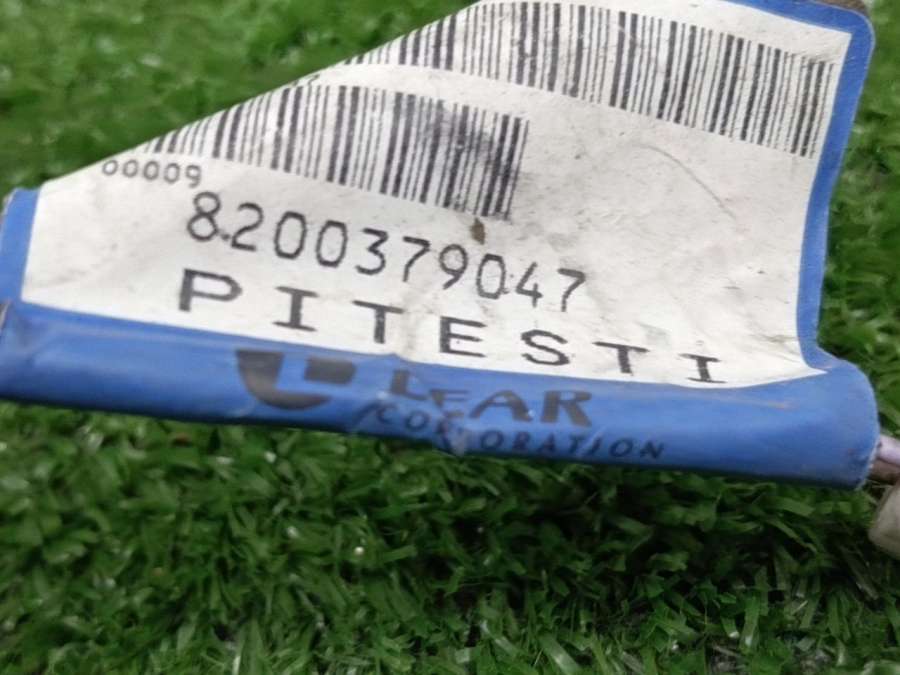 00009
8200379047
PITESTI
LEAR
CORPORATION